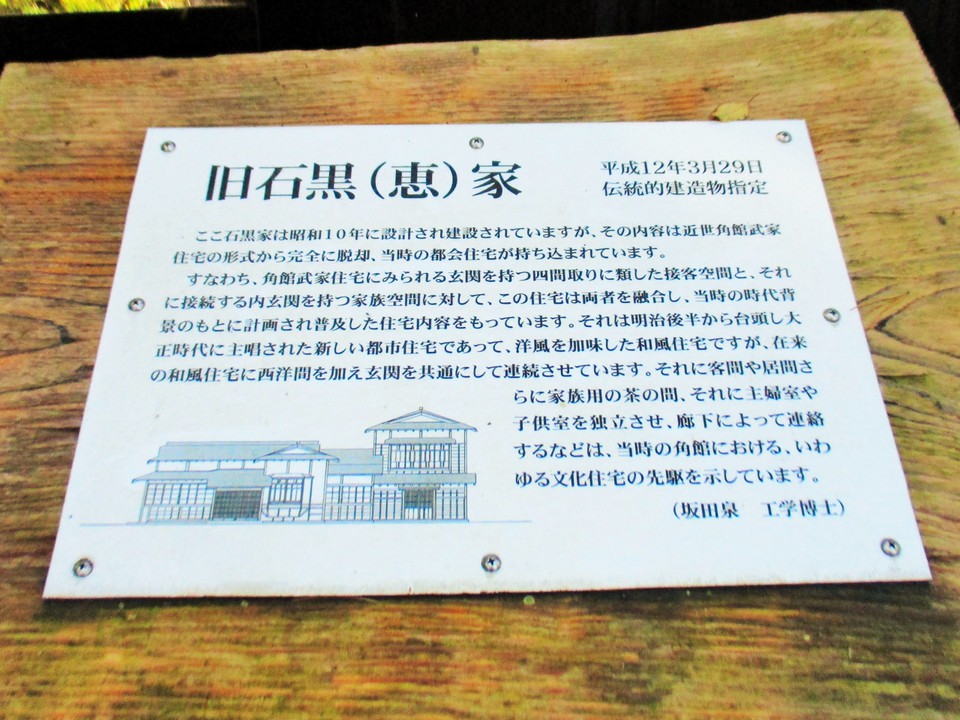 旧石黒（恵）家
平成12年3月29日
伝統的建造物指定
ここ石黒家は昭和１０年に設計され建設されていますが、その内容は近世角館武家
住宅の形式から完全に脱却、当時の都会住宅が持ち込まれています。
すなわち、角館武家住宅にみられる玄関を持つ四間取りに類した接客空間と、それ
に接続する内玄関を持つ家族空間に対して、この住宅は両者を融合し、当時の時代背
景のもとに計画され普及した住宅内容をもっています。それは明治後半から台頭し大
正時代に主唱された新しい都市住宅であって、洋風を加味した和風住宅ですが、在来
の和風住宅に西洋間を加え玄関を共通にして連続させています。それに客間や居間さ
らに家族用の茶の間、それに主婦室や
子供室を独立させ、廊下によって連絡
するなどは、当時の角館における、いわ
ゆる文化住宅の先駆を示しています。
（坂田泉　工学博士）